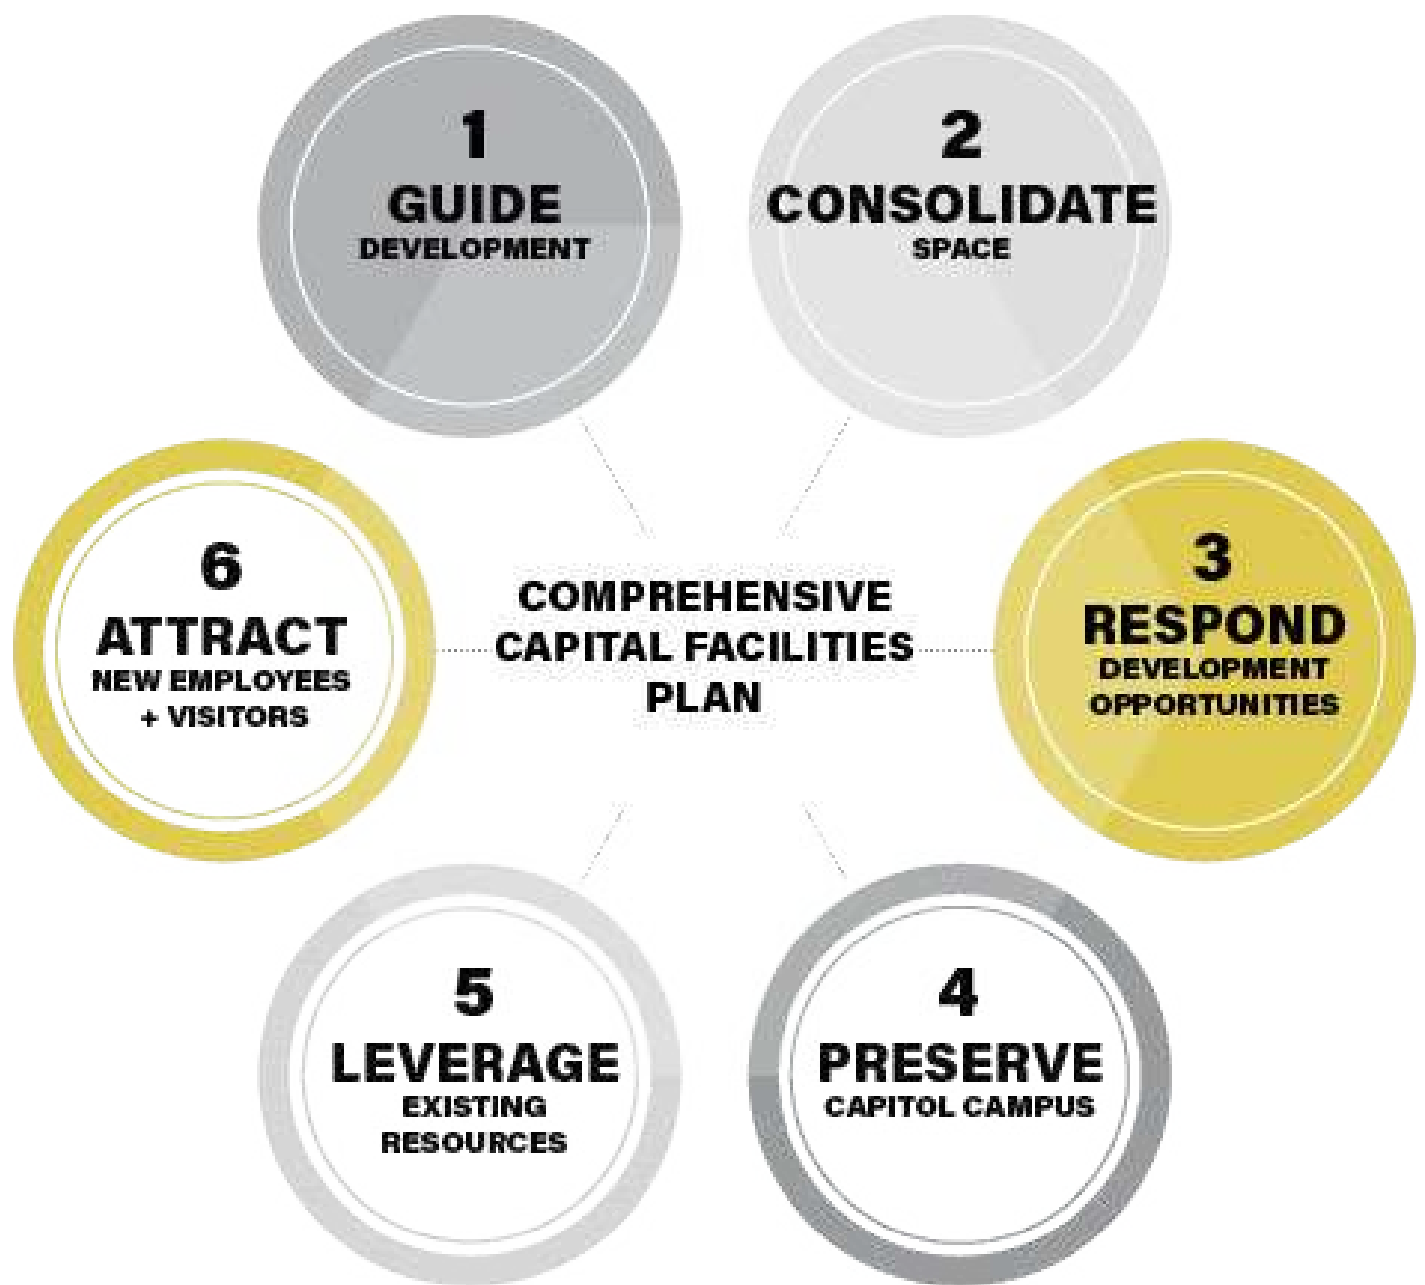 1
GUIDE
DEVELOPMENT
2
CONSOLIDATE
SPACE
3
RESPOND
DEVELOPMENT
OPPORTUNITIES
4
PRESERVE
CAPITOL CAMPUS
5
LEVERAGE
EXISTING
RESOURCES
6
ATTRACT
NEW EMPLOYEES
+ VISITORS
COMPREHENSIVE
CAPITAL FACILITIES
PLAN